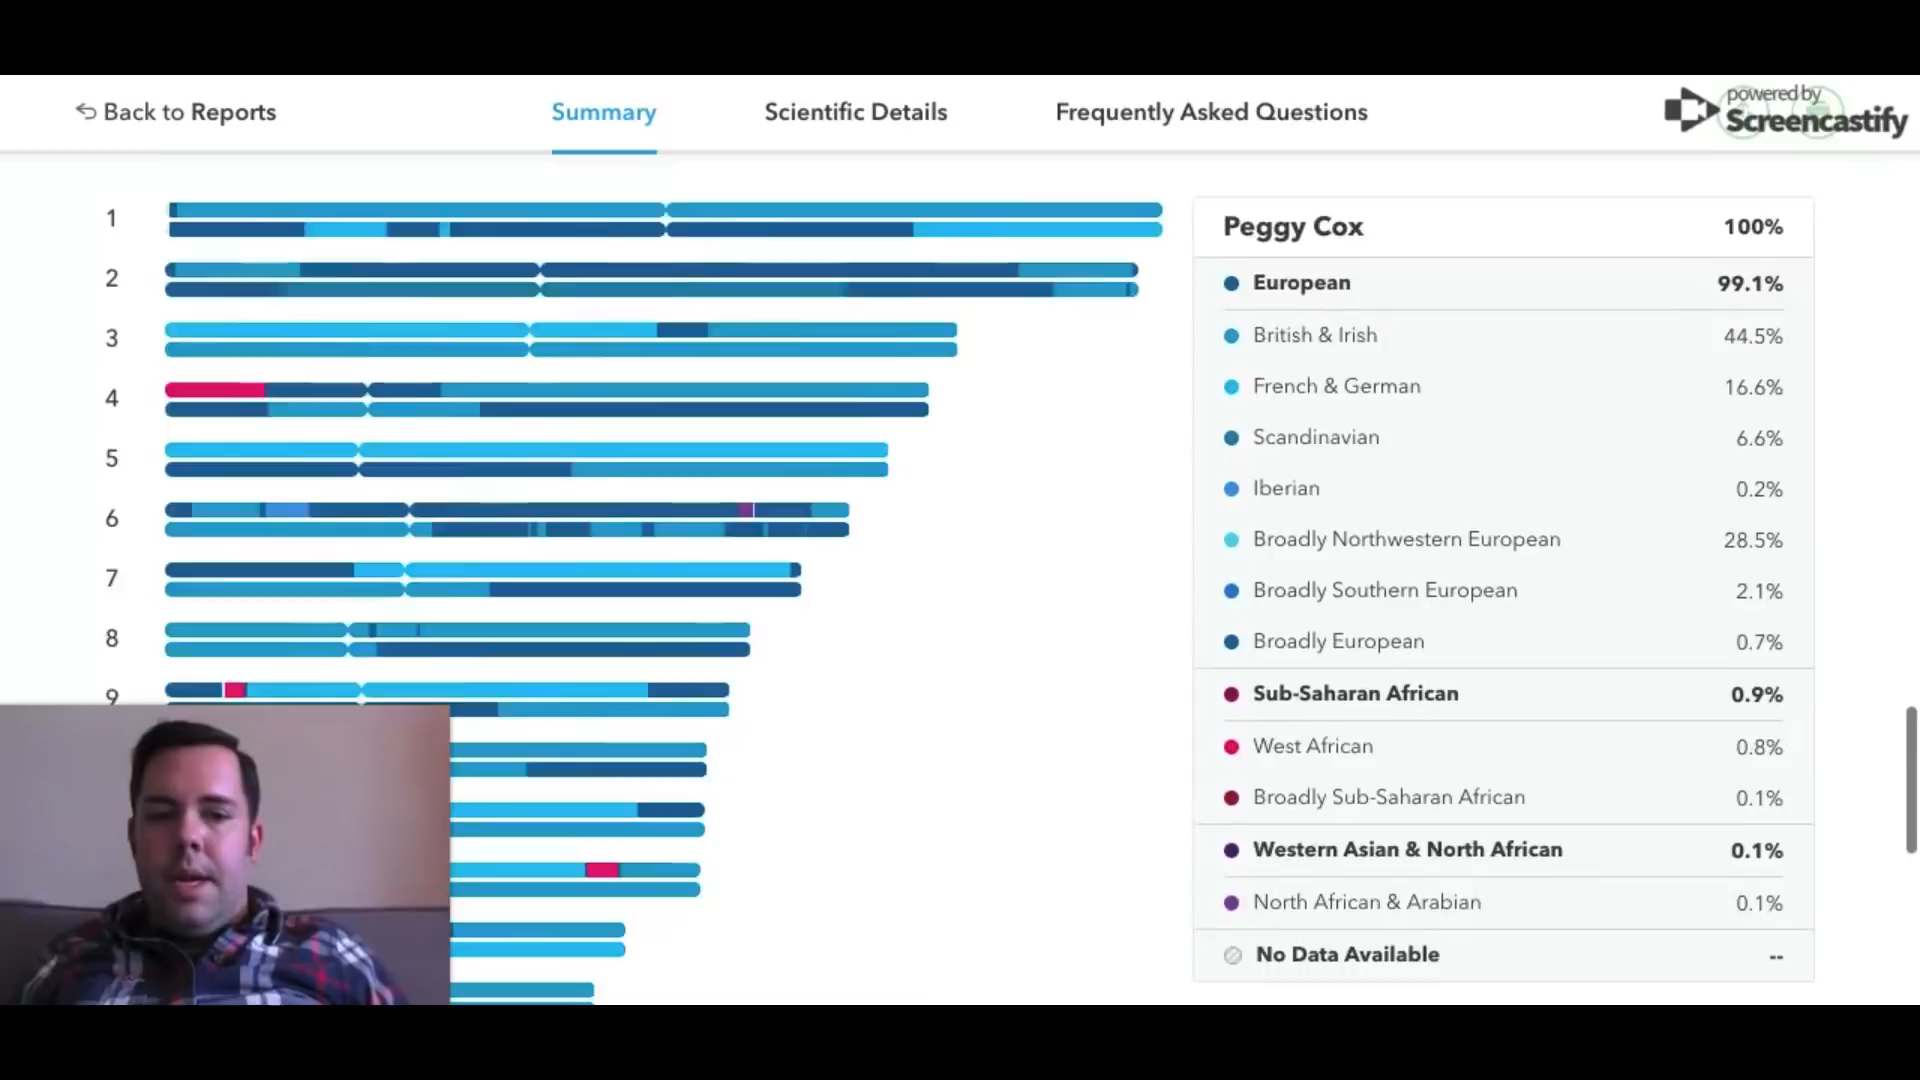 Back to Reports
Summary
Scientific Details
Frequently Asked Questions
powered by
Screencastify
1
2
3
4
5
6
7
8
9
Peggy Cox 100%
European 99.1%
British & Irish 44.5%
French & German 16.6%
Scandinavian 6.6%
Iberian 0.2%
Broadly Northwestern European 28.5%
Broadly Southern European 2.1%
Broadly European 0.7%
Sub-Saharan African 0.9%
West African 0.8%
Broadly Sub-Saharan African 0.1%
Western Asian & North African 0.1%
North African & Arabian 0.1%
No Data Available --